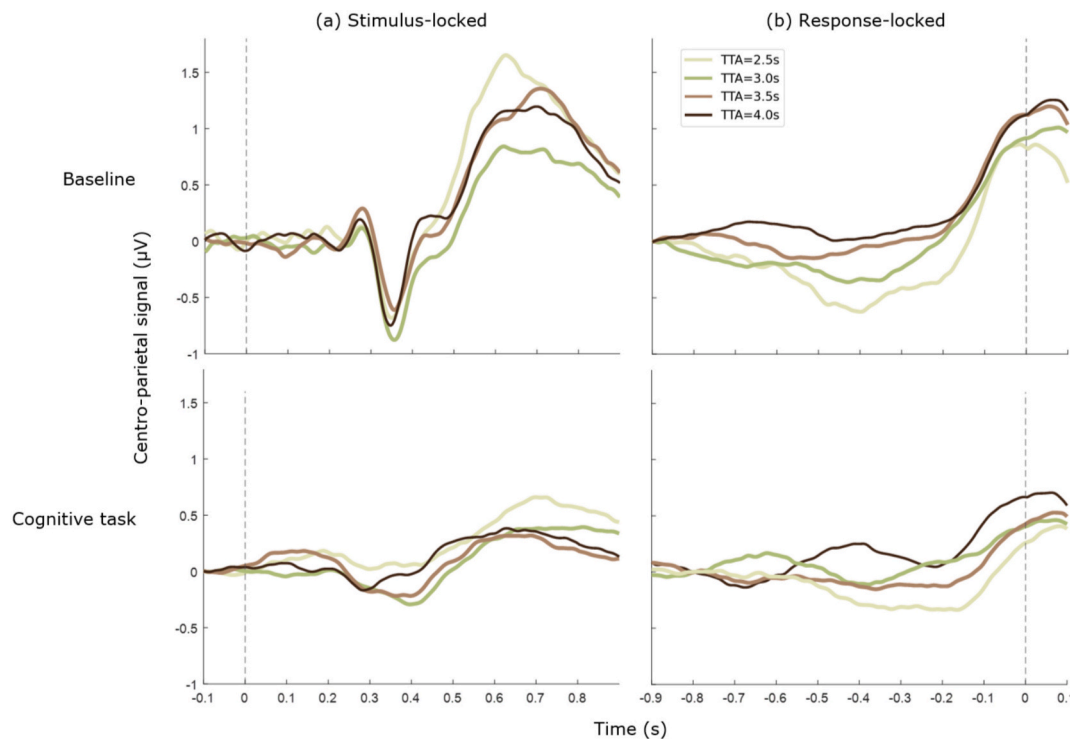 (a) Stimulus-locked
(b) Response-locked
1.5
1
0.5
0
-0.5
-1
TTA=2.5s
TTA=3.0s
TTA=3.5s
TTA=4.0s
Baseline
Centro-parietal signal (µV)
Cognitive task
1.5
1
0.5
0
-0.5
-1
-0.1 0 0.1 0.2 0.3 0.4 0.5 0.6 0.7 0.8
-0.9 -0.8 -0.7 -0.6 -0.5 -0.4 -0.3 -0.2 -0.1 0 0.1
Time (s)